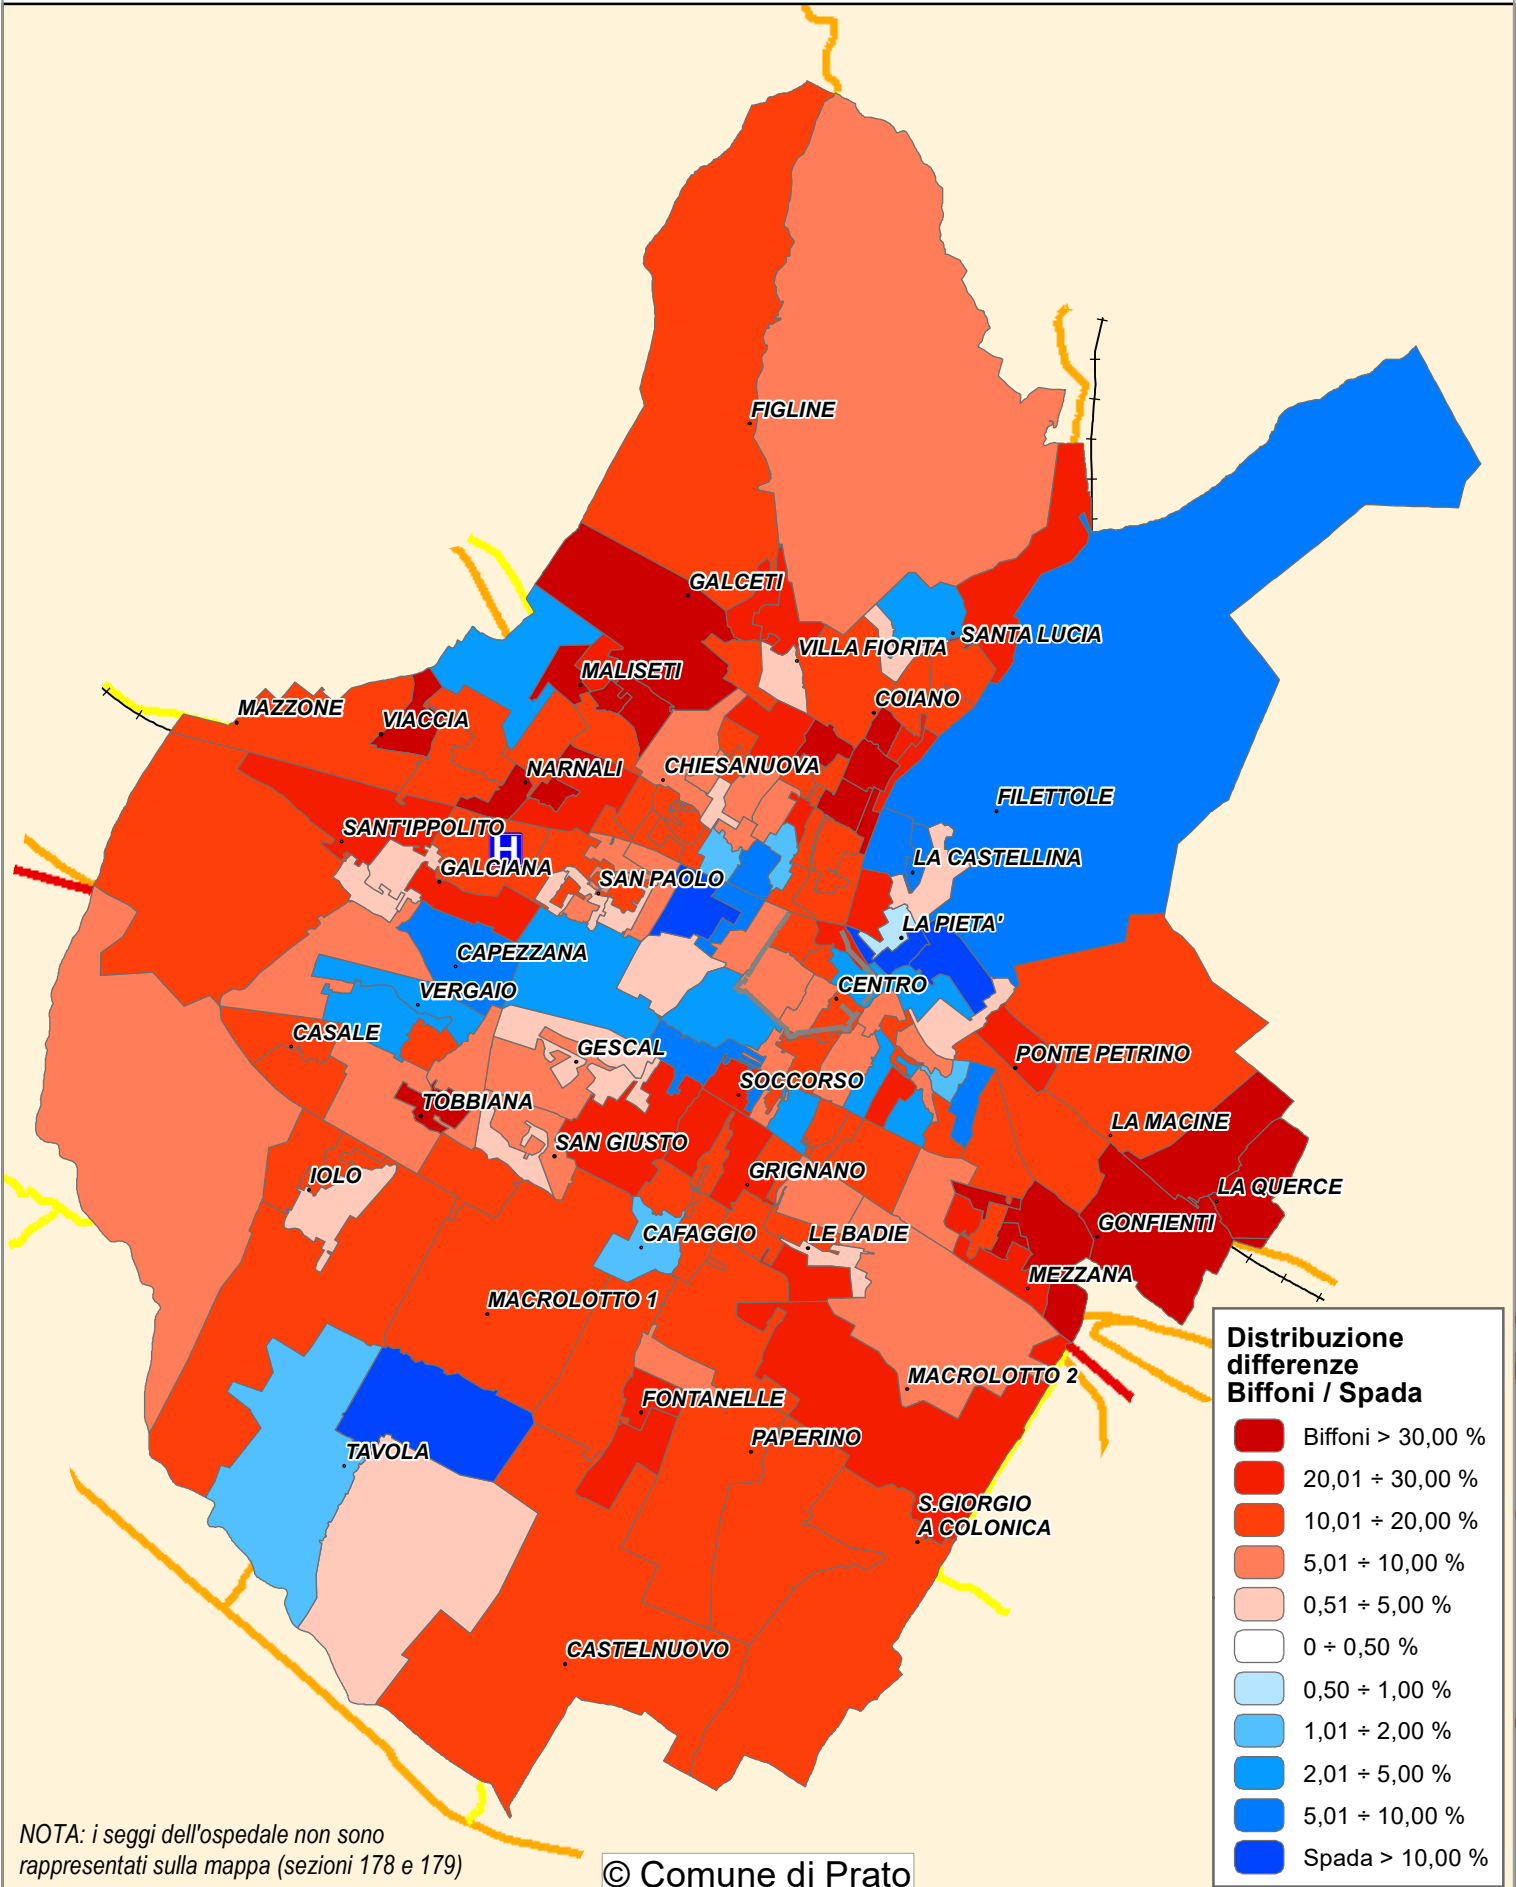 FIGLINE
GALCETI
SANTA LUCIA
VILLA FIORITA
MALISETI
COIANO
MAZZONE
VIACCIA
NARNALI
CHIESANUOVA
FILETTOLE
SANT'IPPOLITO
H
LA CASTELLINA
GALCIANA
SAN PAOLO
LA PIETA'
CAPEZZANA
CENTRO
VERGAIO
CASALE
GESCAL
PONTE PETRINO
SOCCORSO
TOBBIANA
LA MACINE
SAN GIUSTO
GRIGNANO
IOLO
LA QUERCE
GONFIENTI
CAFAGGIO
LE BADIE
MEZZANA
MACROLOTTO 1
MACROLOTTO 2
FONTANELLE
PAPERINO
TAVOLA
S.GIORGIO
A COLONICA
CASTELNUOVO
Distribuzione
differenze
Biffoni / Spada
Biffoni > 30,00 %
20,01 ÷ 30,00 %
10,01 ÷ 20,00 %
5,01 ÷ 10,00 %
0,51 ÷ 5,00 %
0 ÷ 0,50 %
0,50 ÷ 1,00 %
1,01 ÷ 2,00 %
2,01 ÷ 5,00 %
5,01 ÷ 10,00 %
Spada > 10,00 %
NOTA: i seggi dell'ospedale non sono
rappresentati sulla mappa (sezioni 178 e 179)
© Comune di Prato